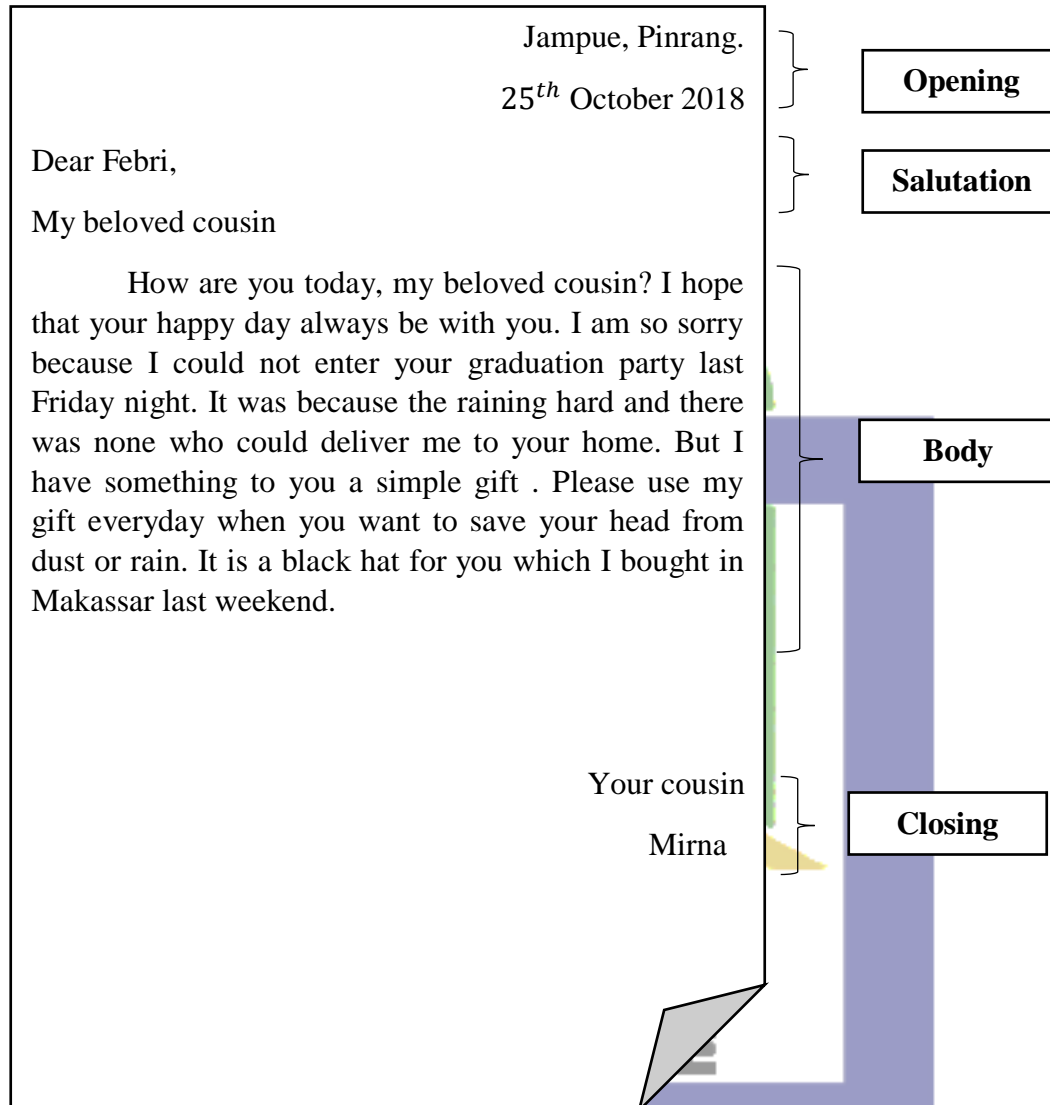 Jampue, Pinrang.
25th October 2018
Opening
Dear Febri,
Salutation
My beloved cousin
How are you today, my beloved cousin? I hope
that your happy day always be with you. I am so sorry
because I could not enter your graduation party last
Friday night. It was because the raining hard and there
was none who could deliver me to your home. But I
have something to you a simple gift . Please use my
gift everyday when you want to save your head from
dust or rain. It is a black hat for you which I bought in
Makassar last weekend.
Body
Your cousin
Mirna
Closing